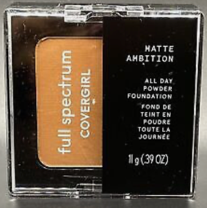 full spectrum
COVERGIRL
MATTE
AMBITION
ALL DAY
POWDER
FOUNDATION
FOND DE
TEINT EN
POUDRE
TOUTE LA
JOURNÉE
11 g (.39 OZ)